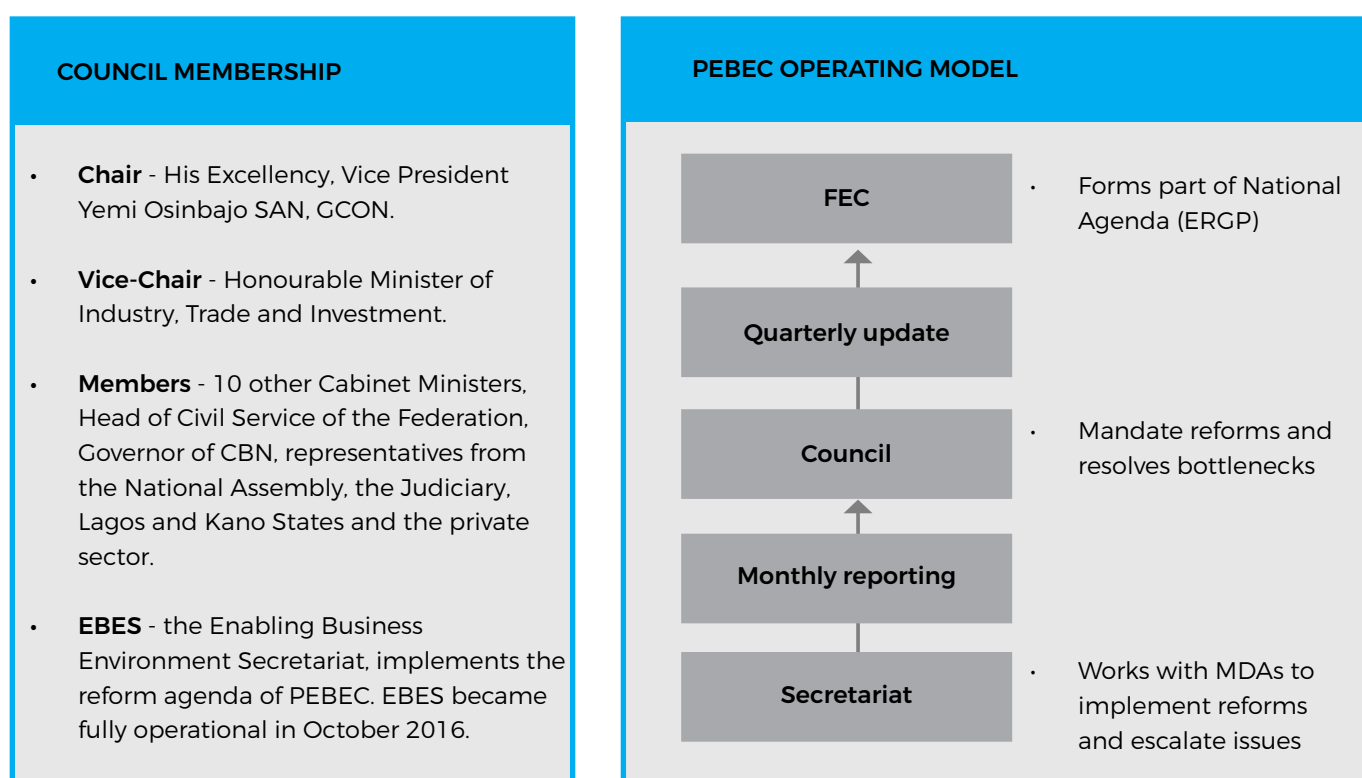 COUNCIL MEMBERSHIP
• Chair - His Excellency, Vice President
Yemi Osinbajo SAN, GCON.
• Vice-Chair - Honourable Minister of
Industry, Trade and Investment.
• Members - 10 other Cabinet Ministers,
Head of Civil Service of the Federation,
Governor of CBN, representatives from
the National Assembly, the Judiciary,
Lagos and Kano States and the private
sector.
• EBES - the Enabling Business
Environment Secretariat, implements the
reform agenda of PEBEC. EBES became
fully operational in October 2016.
PEBEC OPERATING MODEL
FEC
• Forms part of National
Agenda (ERGP)
Quarterly update
Council
• Mandate reforms and
resolves bottlenecks
Monthly reporting
Secretariat
• Works with MDAs to
implement reforms
and escalate issues